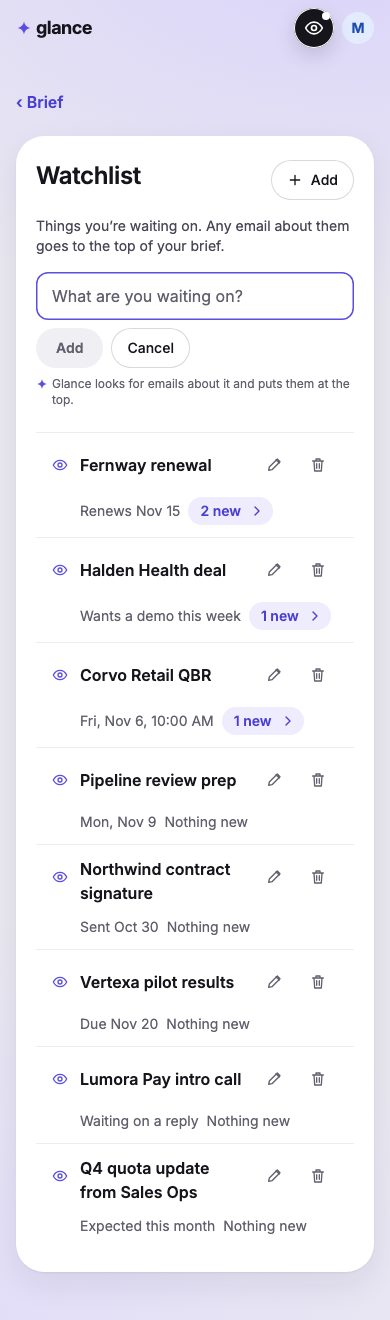 glance
M
‹ Brief
Watchlist
+ Add
Things you’re waiting on. Any email about them
goes to the top of your brief.
What are you waiting on?
Add
Cancel
Glance looks for emails about it and puts them at the
top.
Fernway renewal
Renews Nov 15 2 new
Halden Health deal
Wants a demo this week 1 new
Corvo Retail QBR
Fri, Nov 6, 10:00 AM 1 new
Pipeline review prep
Mon, Nov 9 Nothing new
Northwind contract
signature
Sent Oct 30 Nothing new
Vertexa pilot results
Due Nov 20 Nothing new
Lumora Pay intro call
Waiting on a reply Nothing new
Q4 quota update
from Sales Ops
Expected this month Nothing new